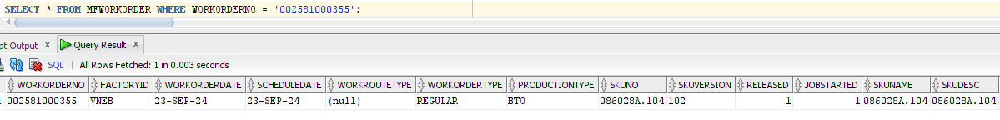 SELECT * FROM MFWORKORDER WHERE WORKORDERNO = '002581000355';
pt Output x Query Result x
SQL | All Rows Fetched: 1 in 0.003 seconds
WORKORDERNO FACTORYID WORKORDERDATE SCHEDULEDATE WORKROUTETYPE WORKORDERTYPE PRODUCTIONTYPE SKUNO SKUVERSION RELEASED JOBSTARTED SKUNAME SKUDESC
002581000355 VNEB 23-SEP-24 23-SEP-24 (null) REGULAR BTO 086028A.104 102 1 1 086028A.104 086028A.104